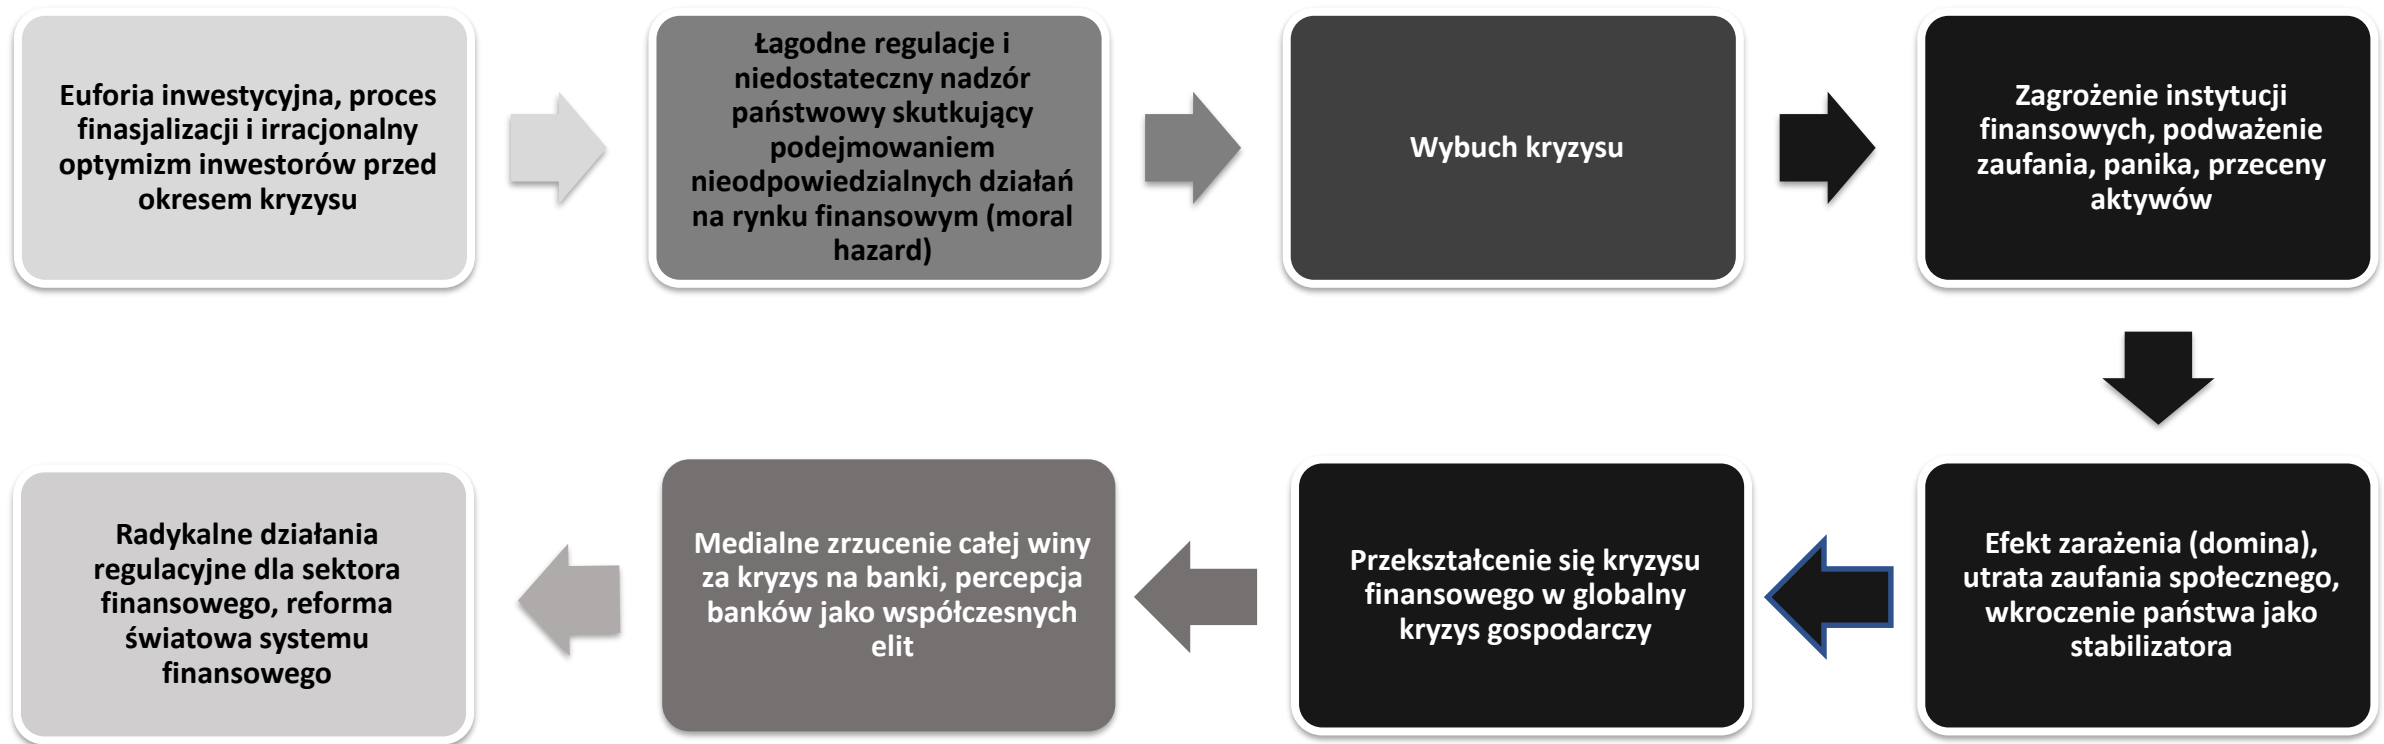 Euforia inwestycyjna, proces
finasjalizacji i irracjonalny
optymizm inwestorów przed
okresem kryzysu
Łagodne regulacje i
niedostateczny nadzór
państwowy skutkujący
podejmowaniem
nieodpowiedzialnych działań
na rynku finansowym (moral
hazard)
Wybuch kryzysu
Zagrożenie instytucji
finansowych, podważenie
zaufania, panika, przeceny
aktywów
Efekt zarażenia (domina),
utrata zaufania społecznego,
wkroczenie państwa jako
stabilizatora
Przekształcenie się kryzysu
finansowego w globalny
kryzys gospodarczy
Medialne zrzucenie całej winy
za kryzys na banki, percepcja
banków jako współczesnych
elit
Radykalne działania
regulacyjne dla sektora
finansowego, reforma
światowa systemu
finansowego